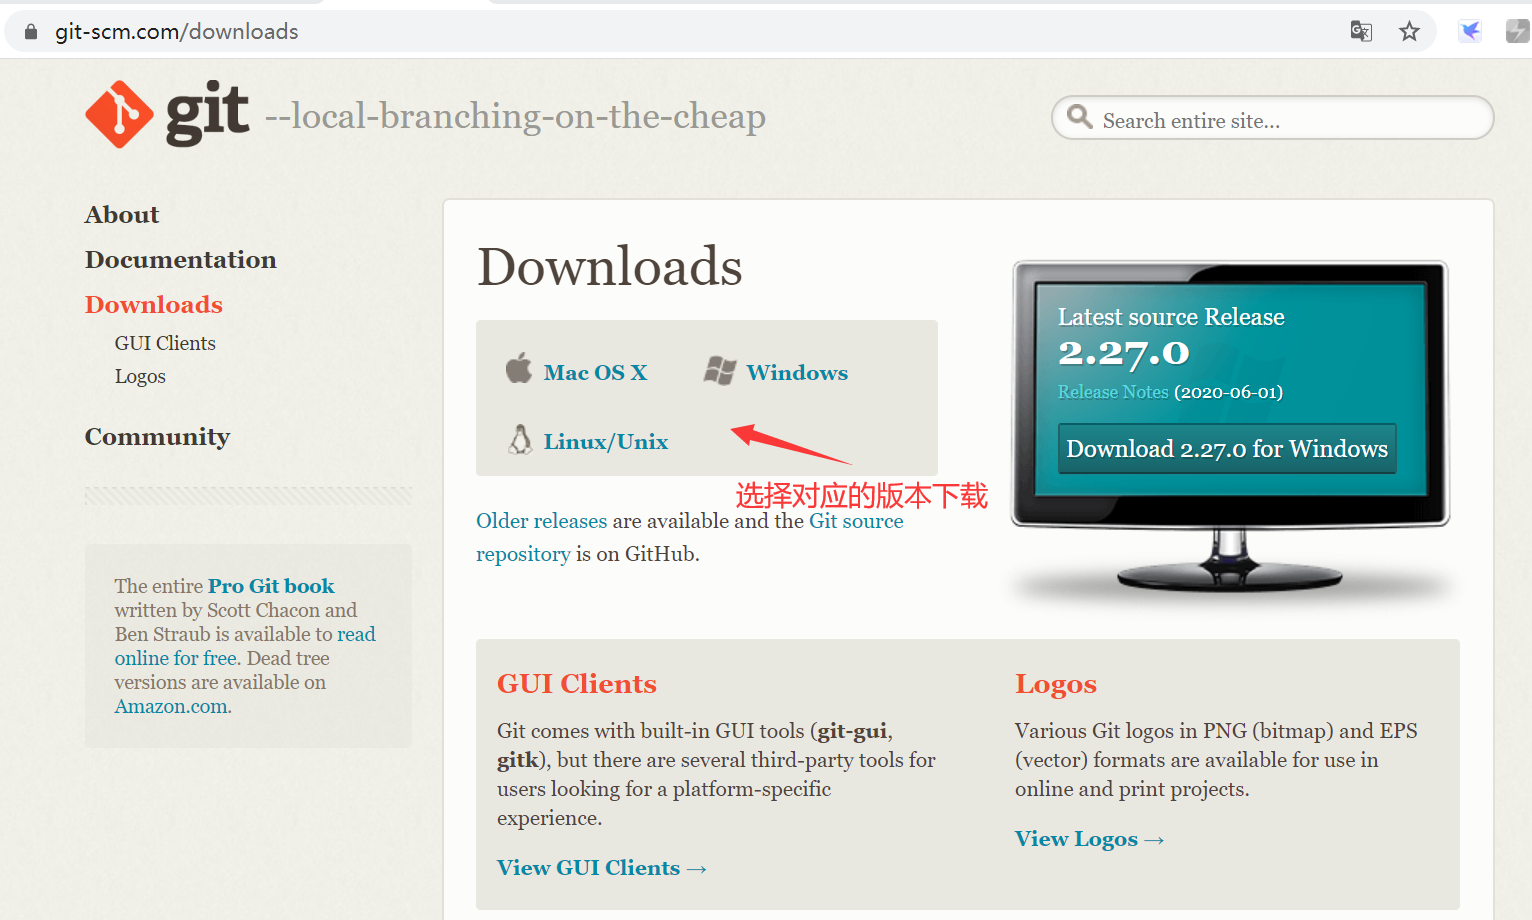 git-scm.com/downloads
git --local-branching-on-the-cheap
Search entire site...
About
Documentation
Downloads
GUI Clients
Logos
Community
The entire Pro Git book
written by Scott Chacon and
Ben Straub is available to read
online for free. Dead tree
versions are available on
Amazon.com.
Downloads
Mac OS X
Windows
Linux/Unix
选择对应的版本下载
Older releases are available and the Git source
repository is on GitHub.
Latest source Release
2.27.0
Release Notes (2020-06-01)
Download 2.27.0 for Windows
GUI Clients
Git comes with built-in GUI tools (git-gui,
gitk), but there are several third-party tools for
users looking for a platform-specific
experience.
View GUI Clients →
Logos
Various Git logos in PNG (bitmap) and EPS
(vector) formats are available for use in
online and print projects.
View Logos →